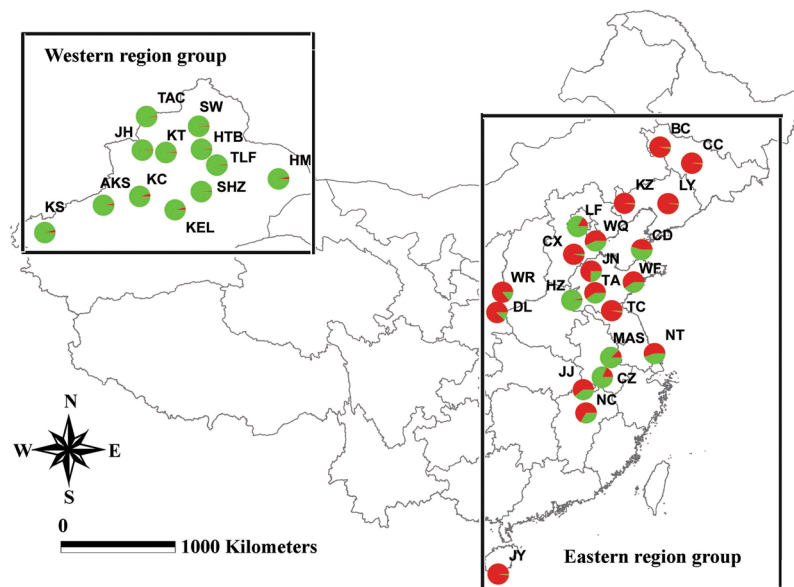 Western region group
TAC
SW
JH
KT
HTB
TLF
HM
AKS
KC
SHZ
KS
KEL
BC
CC
KZ
LY
LF
WQ
CD
CX
JN
WF
WR
HZ
TA
DL
TC
MAS
NT
JJ
CZ
NC
N
W
E
S
0
1000 Kilometers
JY
Eastern region group